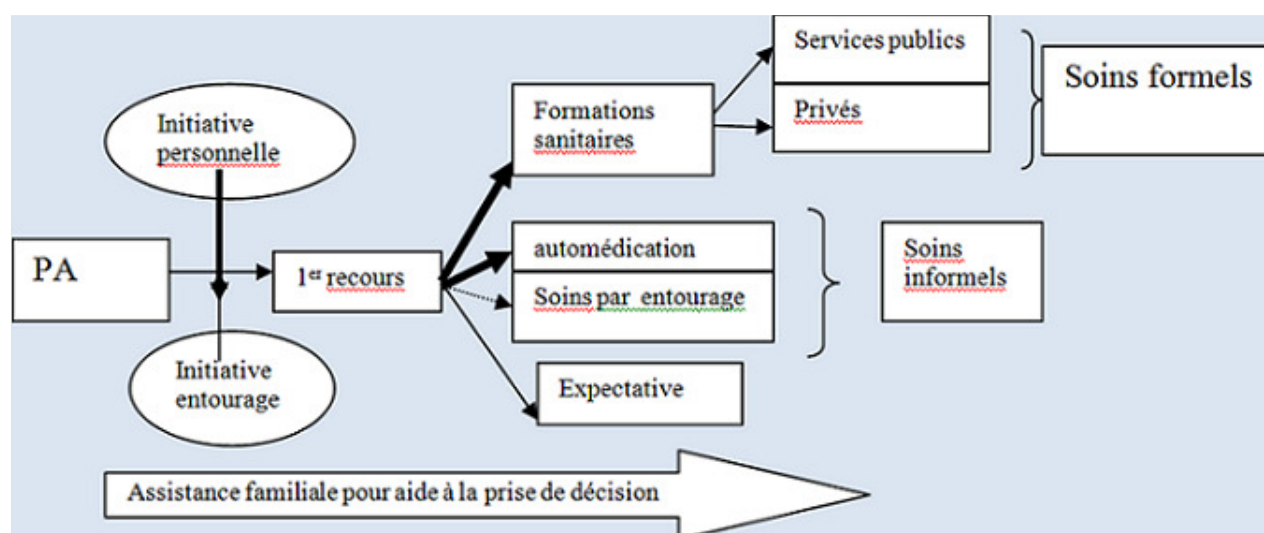 Services publics
Privés
Soins formels
Formations
sanitaires
Initiative
personnelle
PA
1er recours
automédication
Soins par entourage
Soins
informels
Initiative
entourage
Expectative
Assistance familiale pour aide à la prise de décision